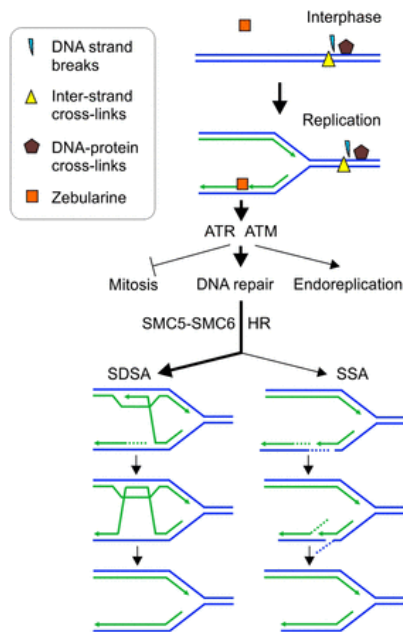 Interphase
DNA strand
breaks
Inter-strand
cross-links
DNA-protein
cross-links
Zebularine
Replication
ATR ATM
Mitosis DNA repair Endoreplication
SMC5-SMC6 HR
SDSA SSA